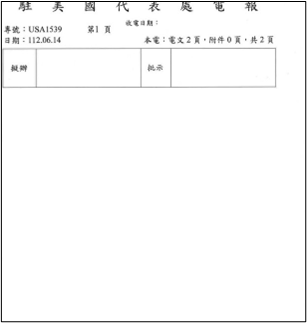 駐美國代表處電報
收電日期：
專號：USA1539 第1頁
日期：112.06.14 本電：電文2頁，附件0頁，共2頁
擬辦 批示